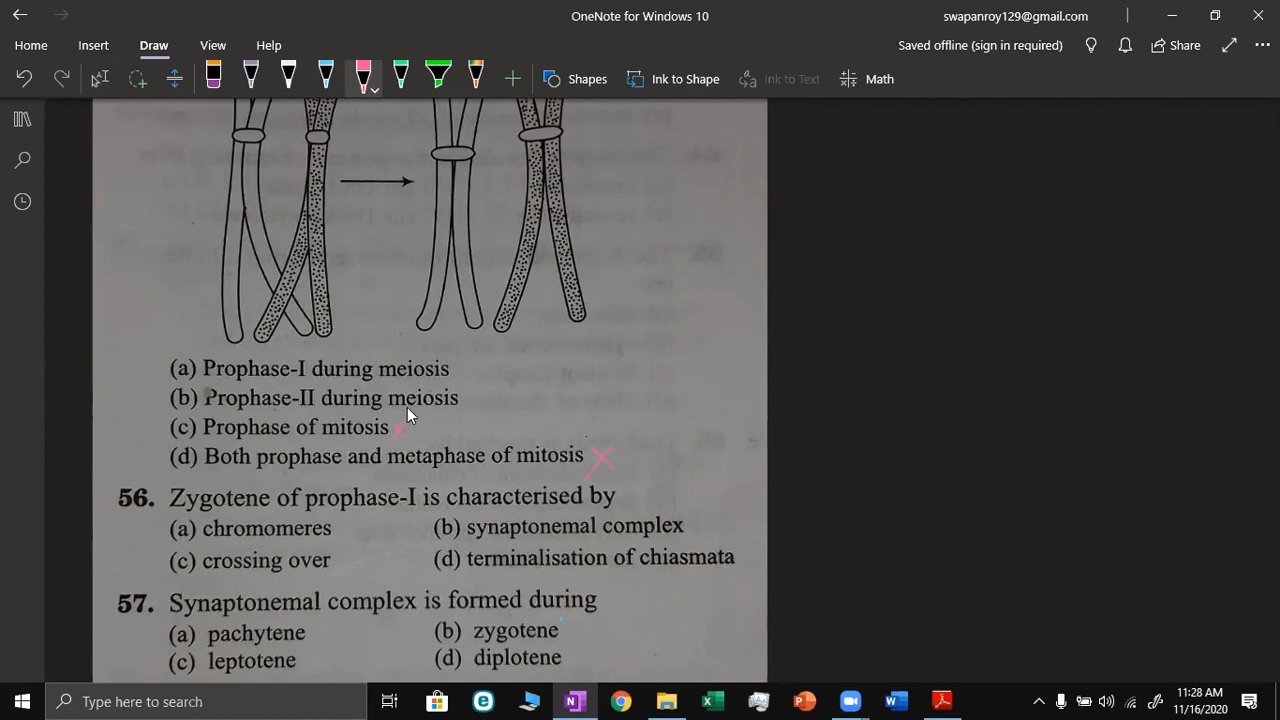 OneNote for Windows 10
swapanroy129@gmail.com
Home
Insert
Draw
View
Help
Saved offline (sign in required)
Share
Shapes
Ink to Shape
Ink to Text
Math
(a) Prophase-I during meiosis
(b) Prophase-II during meiosis
(c) Prophase of mitosis
(d) Both prophase and metaphase of mitosis
56. Zygotene of prophase-I is characterised by
(a) chromomeres (b) synaptonemal complex
(c) crossing over (d) terminalisation of chiasmata
57. Synaptonemal complex is formed during
(a) pachytene (b) zygotene
(c) leptotene (d) diplotene
Type here to search
11:28 AM
11/16/2020